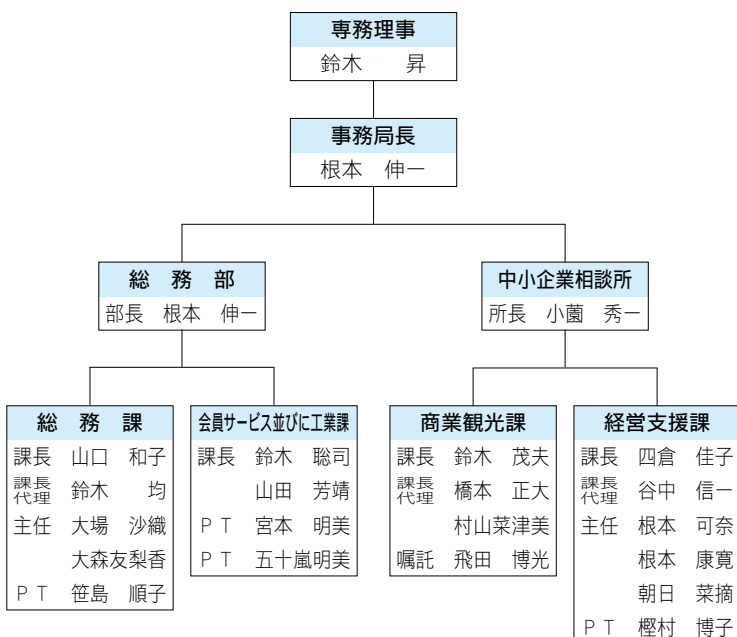 専務理事
鈴木　　昇
事務局長
根本　伸一
総　務　部
部長　根本　伸一
中小企業相談所
所長　小薗　秀一
総　務　課
課長　山口　和子
課長代理　鈴木　　均
主任　大場　沙織
大森友梨香
ＰＴ　笹島　順子
会員サービス並びに工業課
課長　鈴木　聡司
山田　芳靖
ＰＴ　宮本　明美
ＰＴ　五十嵐明美
商業観光課
課長　鈴木　茂夫
課長代理　橋本　正大
村山菜津美
嘱託　飛田　博光
経営支援課
課長　四倉　佳子
課長代理　谷中　信一
主任　根本　可奈
根本　康寛
朝日　菜摘
ＰＴ　樫村　博子